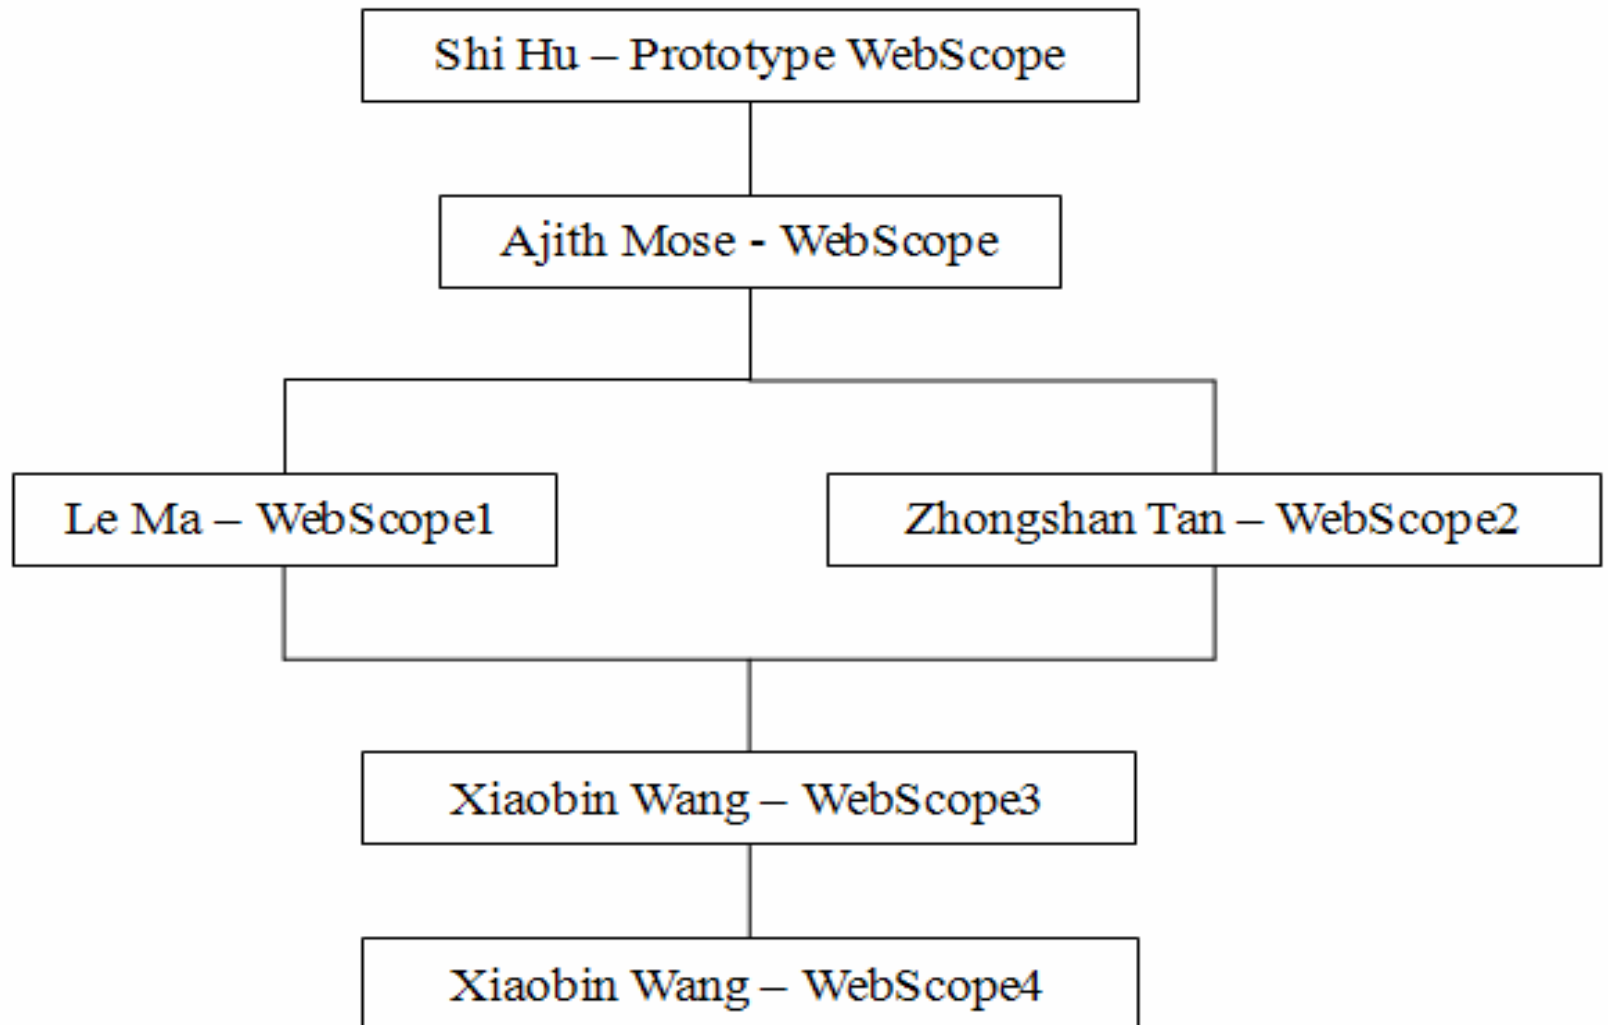 Shi Hu – Prototype WebScope
Ajith Mose - WebScope
Le Ma – WebScope1
Zhongshan Tan – WebScope2
Xiaobin Wang – WebScope3
Xiaobin Wang – WebScope4